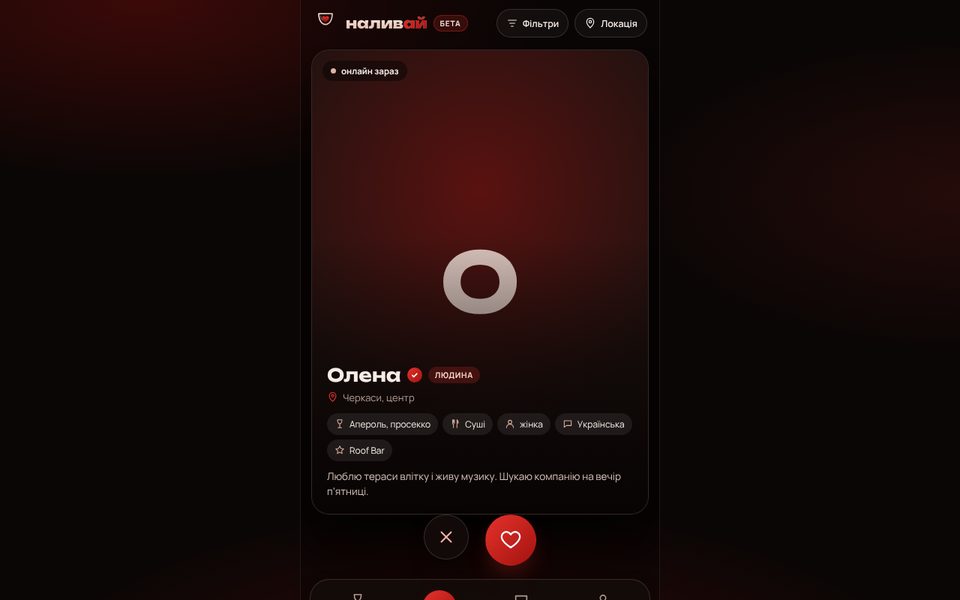 наливай БЕТА Фільтри Локація
онлайн зараз
О
Олена ЛЮДИНА
Черкаси, центр
Апероль, просекко Суші жінка Українська
Roof Bar
Люблю тераси влітку і живу музику. Шукаю компанію на вечір
п'ятниці.